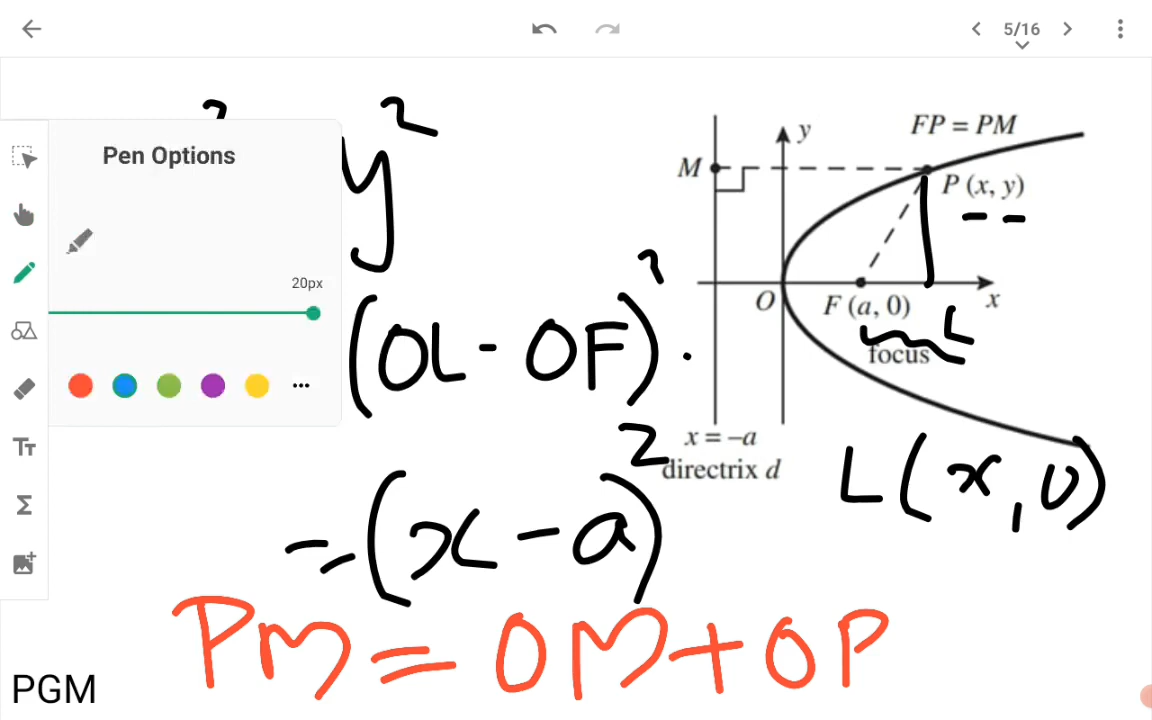 5/16
Pen Options
20px
y²
y
FP = PM
M
P (x, y)
(OL - OF)²
O
F (a, 0)
x
L
focus
x = –a
directrix d
L(x,0)
= (x - a)²
PM = OM + OP
Tт
Σ
PGM